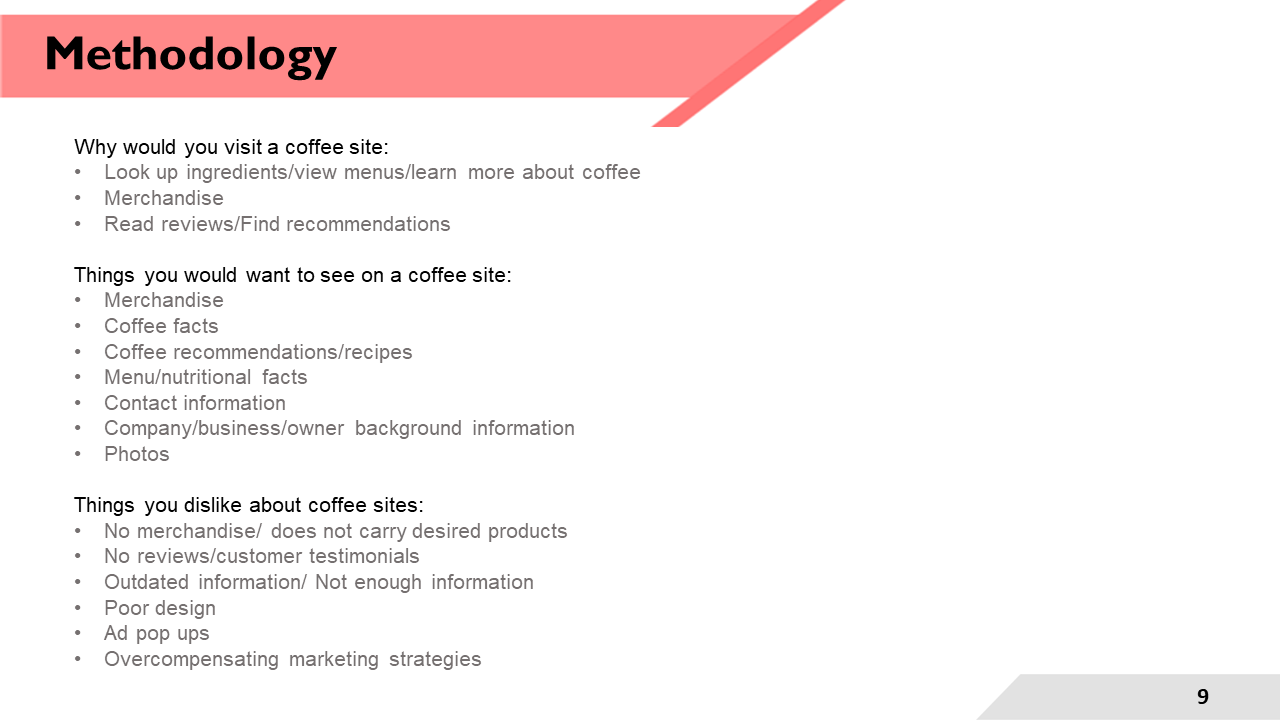 Methodology
Why would you visit a coffee site:
• Look up ingredients/view menus/learn more about coffee
• Merchandise
• Read reviews/Find recommendations
Things you would want to see on a coffee site:
• Merchandise
• Coffee facts
• Coffee recommendations/recipes
• Menu/nutritional facts
• Contact information
• Company/business/owner background information
• Photos
Things you dislike about coffee sites:
• No merchandise/ does not carry desired products
• No reviews/customer testimonials
• Outdated information/ Not enough information
• Poor design
• Ad pop ups
• Overcompensating marketing strategies
9